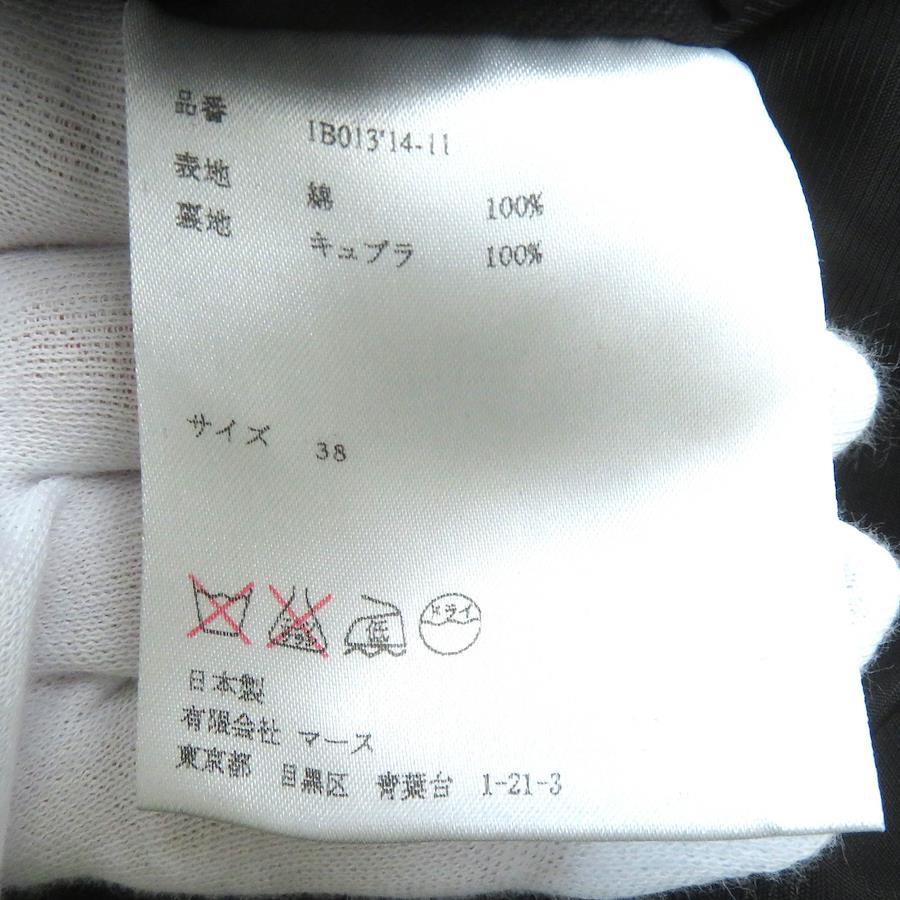 品番 1B013'14-11
表地 綿 100%
裏地 キュプラ 100%
サイズ 38
低 ドライ
日本製
有限会社 マース
東京都 目黒区 青葉台 1-21-3